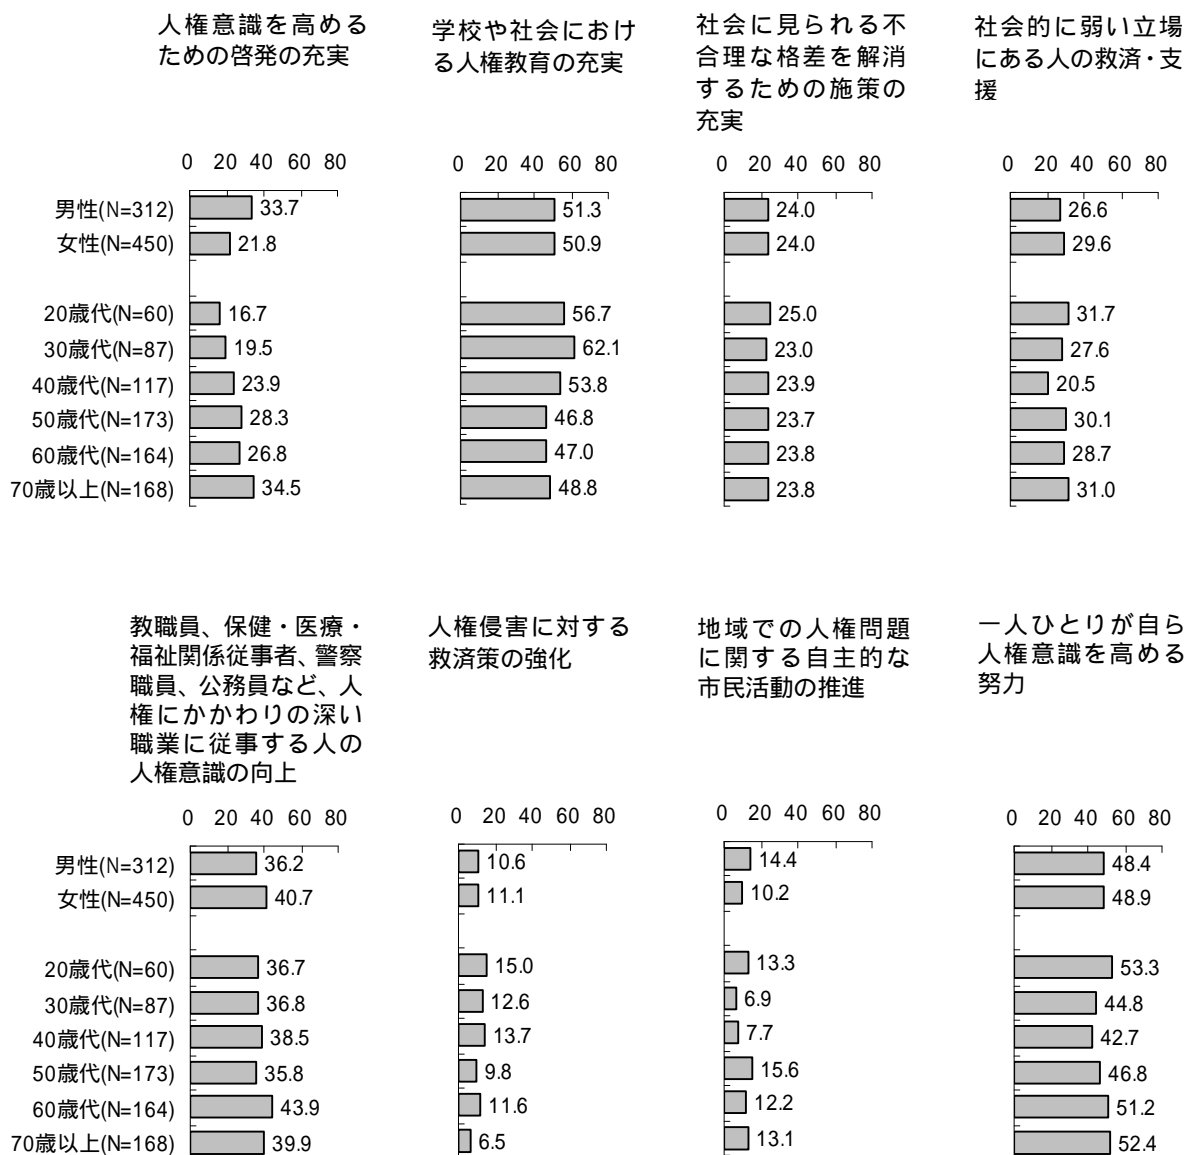 人権意識を高める
ための啓発の充実
学校や社会におけ
る人権教育の充実
社会に見られる不
合理な格差を解消
するための施策の
充実
社会的に弱い立場
にある人の救済・支
援
0 20 40 60 80
0 20 40 60 80
0 20 40 60 80
0 20 40 60 80
男性(N=312) 33.7 51.3 24.0 26.6
女性(N=450) 21.8 50.9 24.0 29.6
20歳代(N=60) 16.7 56.7 25.0 31.7
30歳代(N=87) 19.5 62.1 23.0 27.6
40歳代(N=117) 23.9 53.8 23.9 20.5
50歳代(N=173) 28.3 46.8 23.7 30.1
60歳代(N=164) 26.8 47.0 23.8 28.7
70歳以上(N=168) 34.5 48.8 23.8 31.0
教職員、保健・医療・
福祉関係従事者、警察
職員、公務員など、人
権にかかわりの深い
職業に従事する人の
人権意識の向上
人権侵害に対する
救済策の強化
地域での人権問題
に関する自主的な
市民活動の推進
一人ひとりが自ら
人権意識を高める
努力
0 20 40 60 80
0 20 40 60 80
0 20 40 60 80
0 20 40 60 80
男性(N=312) 36.2 10.6 14.4 48.4
女性(N=450) 40.7 11.1 10.2 48.9
20歳代(N=60) 36.7 15.0 13.3 53.3
30歳代(N=87) 36.8 12.6 6.9 44.8
40歳代(N=117) 38.5 13.7 7.7 42.7
50歳代(N=173) 35.8 9.8 15.6 46.8
60歳代(N=164) 43.9 11.6 12.2 51.2
70歳以上(N=168) 39.9 6.5 13.1 52.4